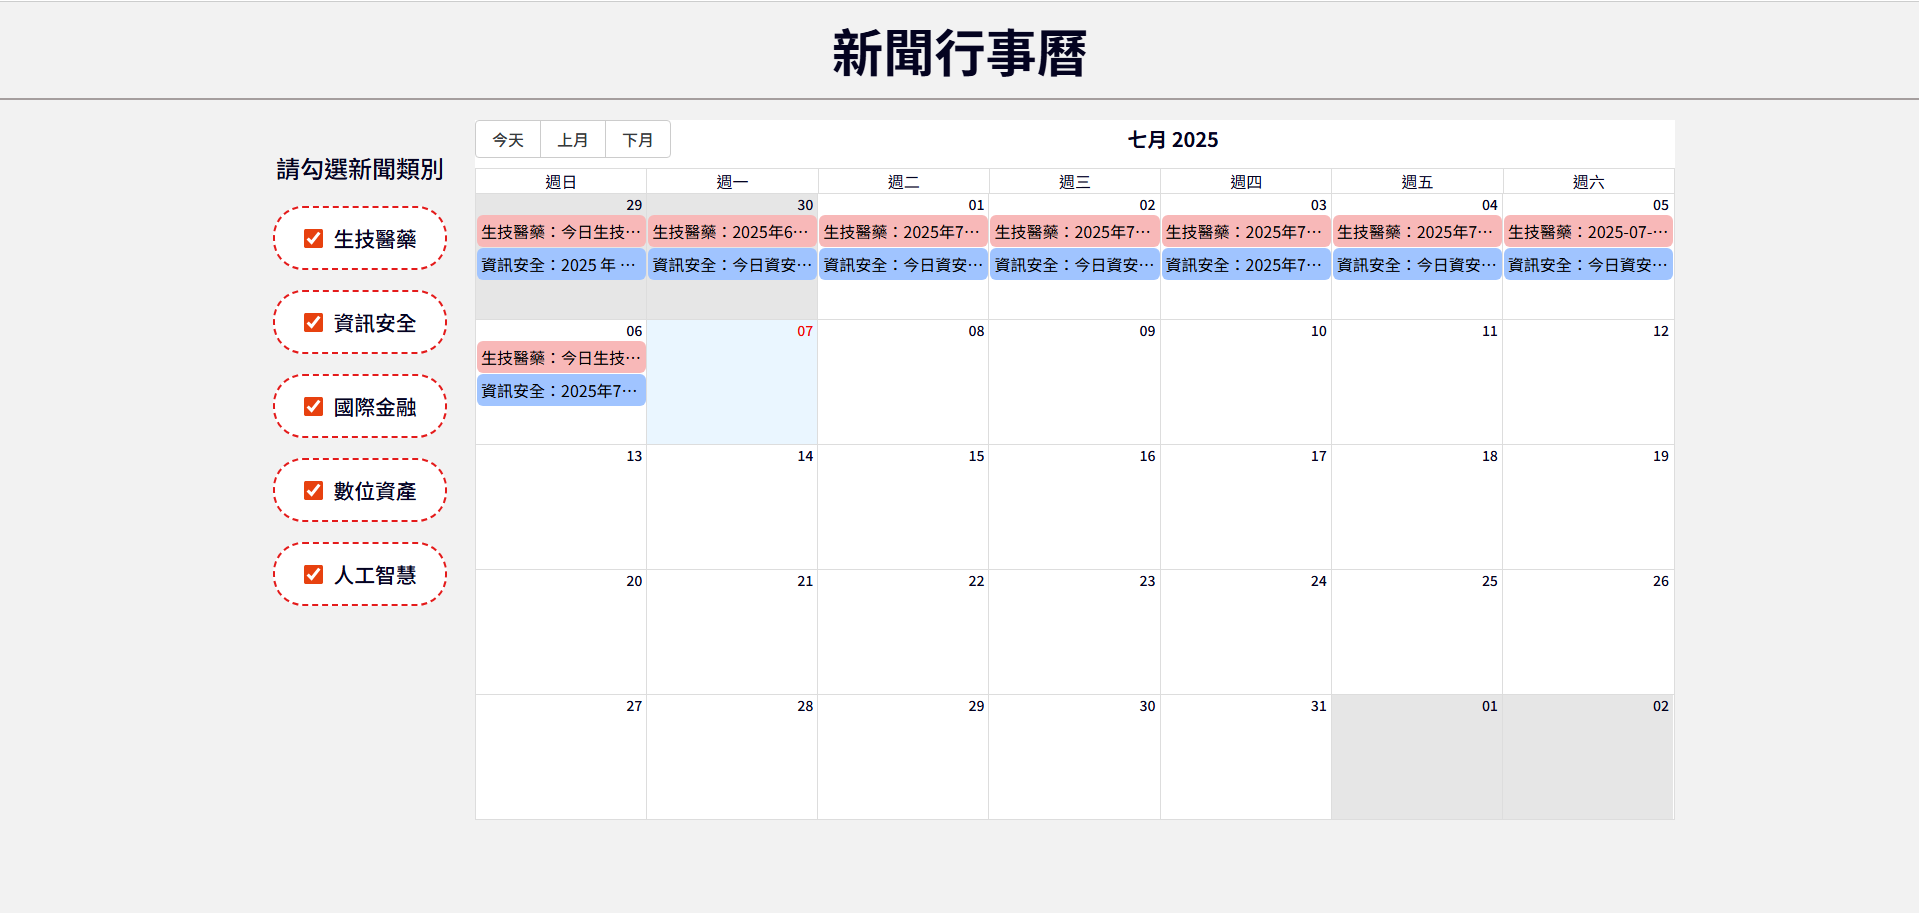 新聞行事曆
今天 上月 下月
七月 2025
請勾選新聞類別
生技醫藥
資訊安全
國際金融
數位資產
人工智慧
週日 週一 週二 週三 週四 週五 週六
29 30 01 02 03 04 05
生技醫藥：今日生技… 生技醫藥：2025年6… 生技醫藥：2025年7… 生技醫藥：2025年7… 生技醫藥：2025年7… 生技醫藥：2025年7… 生技醫藥：2025-07-…
資訊安全：2025 年 … 資訊安全：今日資安… 資訊安全：今日資安… 資訊安全：今日資安… 資訊安全：2025年7… 資訊安全：今日資安… 資訊安全：今日資安…
06 07 08 09 10 11 12
生技醫藥：今日生技…
資訊安全：2025年7…
13 14 15 16 17 18 19
20 21 22 23 24 25 26
27 28 29 30 31 01 02